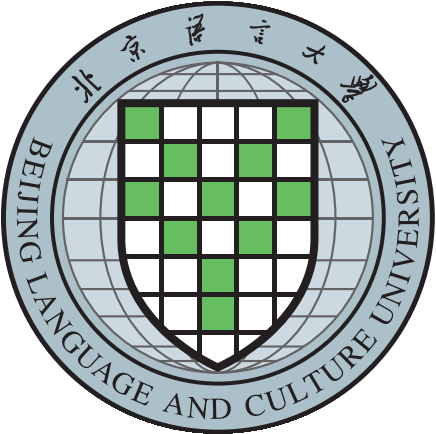 北京语言大学
BEIJING LANGUAGE AND CULTURE UNIVERSITY